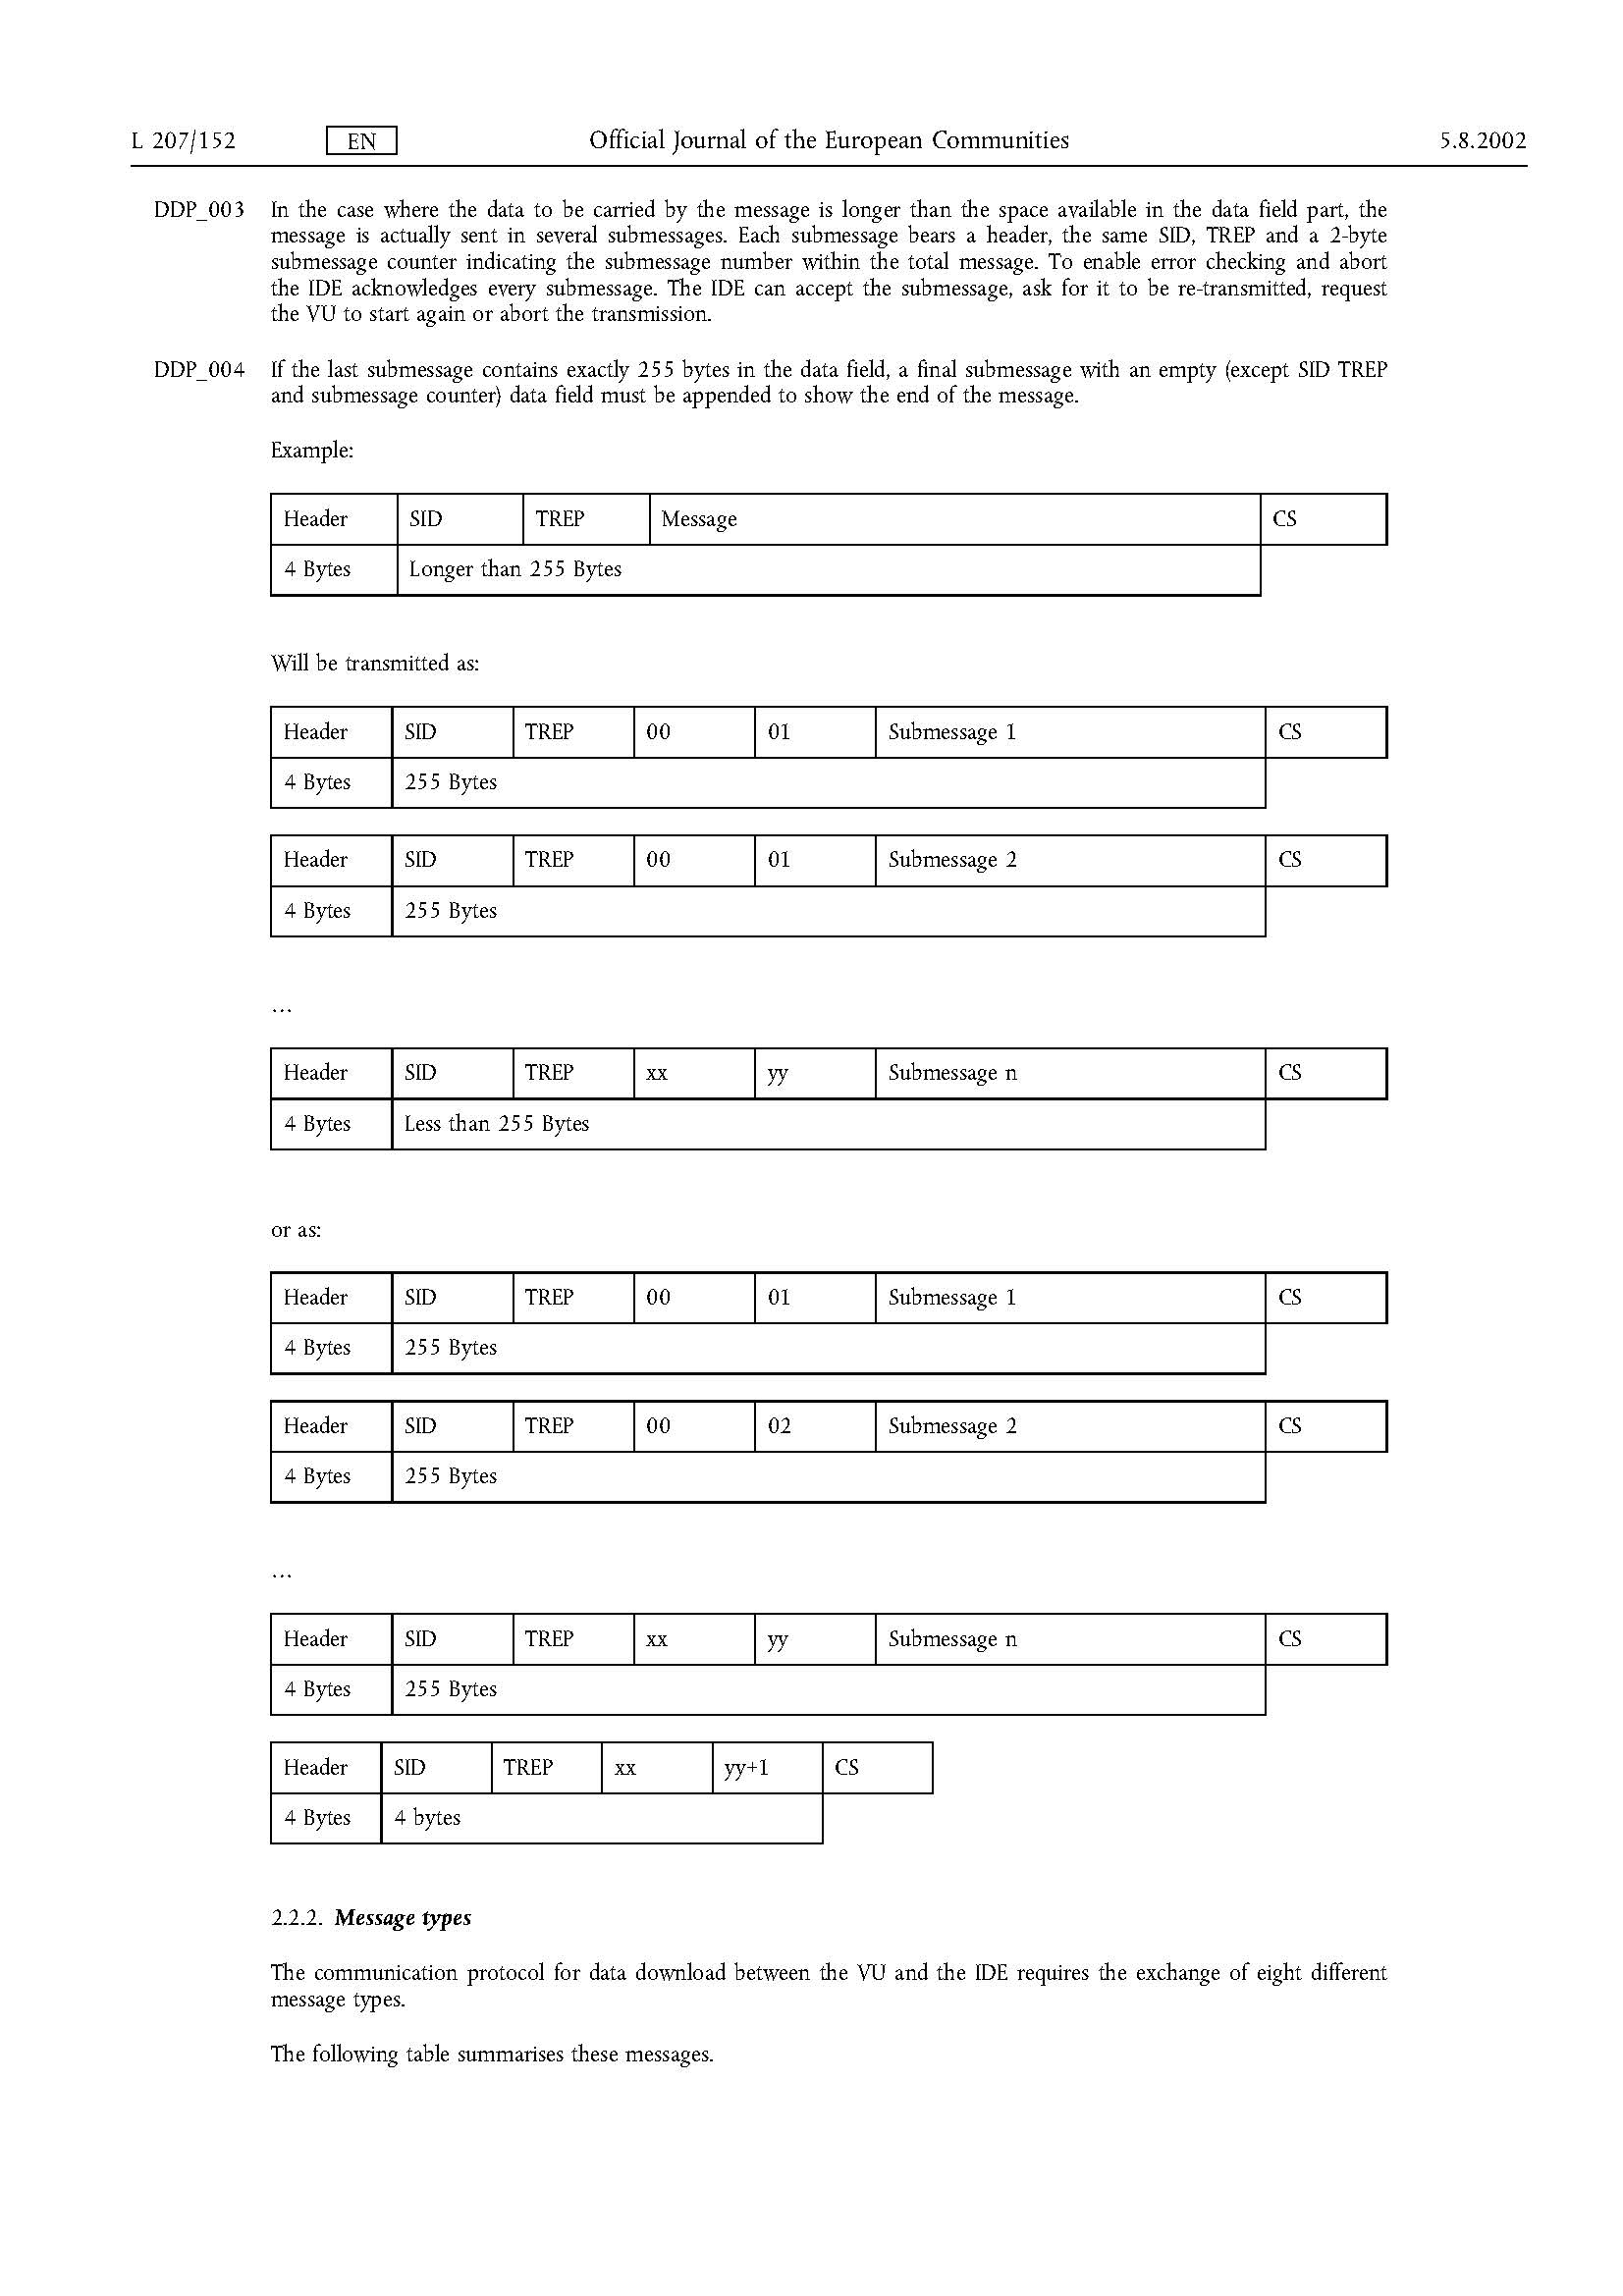 L 207/152 EN Official Journal of the European Communities 5.8.2002
DDP_003 In the case where the data to be carried by the message is longer than the space available in the data field part, the
message is actually sent in several submessages. Each submessage bears a header, the same SID, TREP and a 2-byte
submessage counter indicating the submessage number within the total message. To enable error checking and abort
the IDE acknowledges every submessage. The IDE can accept the submessage, ask for it to be re-transmitted, request
the VU to start again or abort the transmission.
DDP_004 If the last submessage contains exactly 255 bytes in the data field, a final submessage with an empty (except SID TREP
and submessage counter) data field must be appended to show the end of the message.
Example:
Header SID TREP Message CS
4 Bytes Longer than 255 Bytes
Will be transmitted as:
Header SID TREP 00 01 Submessage 1 CS
4 Bytes 255 Bytes
Header SID TREP 00 01 Submessage 2 CS
4 Bytes 255 Bytes
…
Header SID TREP xx yy Submessage n CS
4 Bytes Less than 255 Bytes
or as:
Header SID TREP 00 01 Submessage 1 CS
4 Bytes 255 Bytes
Header SID TREP 00 02 Submessage 2 CS
4 Bytes 255 Bytes
…
Header SID TREP xx yy Submessage n CS
4 Bytes 255 Bytes
Header SID TREP xx yy+1 CS
4 Bytes 4 bytes
2.2.2. Message types
The communication protocol for data download between the VU and the IDE requires the exchange of eight different
message types.
The following table summarises these messages.